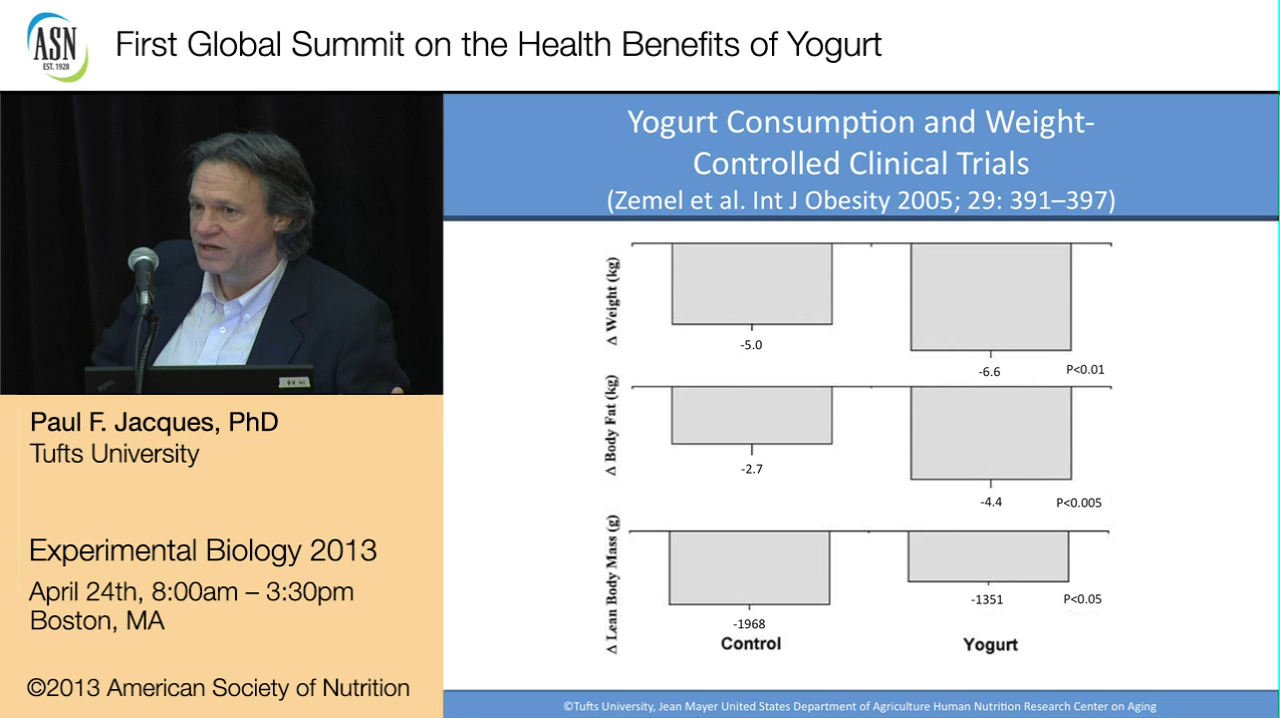 ASN
EST. 1928
First Global Summit on the Health Benefits of Yogurt
Yogurt Consumption and Weight-
Controlled Clinical Trials
(Zemel et al. Int J Obesity 2005; 29: 391–397)
Δ Weight (kg)
-5.0
-6.6
P<0.01
Δ Body Fat (kg)
-2.7
-4.4
P<0.005
Δ Lean Body Mass (g)
-1968
-1351
P<0.05
Control
Yogurt
Paul F. Jacques, PhD
Tufts University
Experimental Biology 2013
April 24th, 8:00am – 3:30pm
Boston, MA
©2013 American Society of Nutrition
©Tufts University, Jean Mayer United States Department of Agriculture Human Nutrition Research Center on Aging